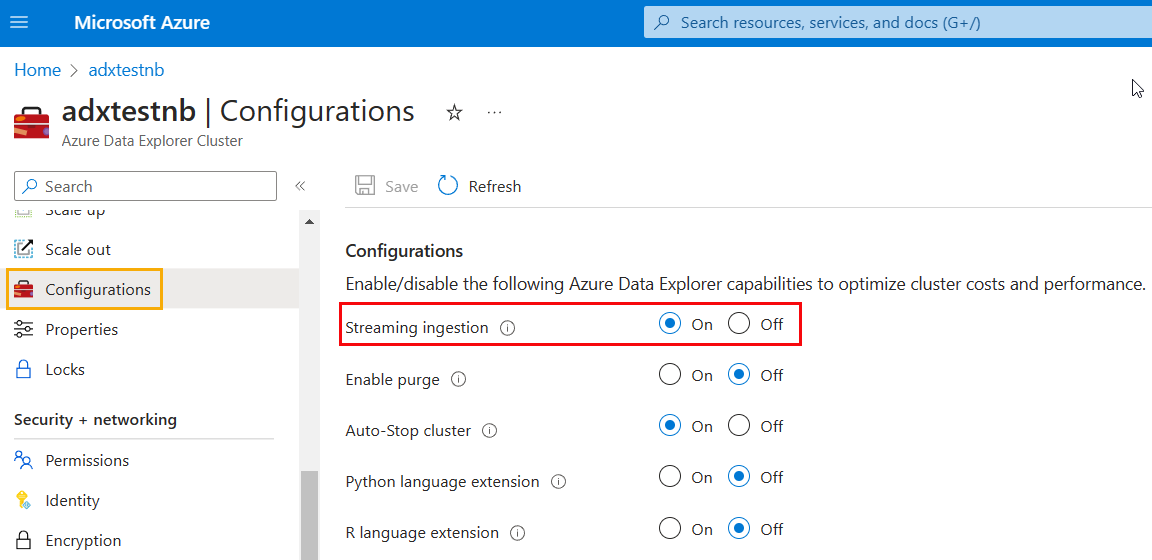 Microsoft Azure
Search resources, services, and docs (G+/)
Home > adxtestnb
adxtestnb | Configurations
Azure Data Explorer Cluster
Search
«
Save
Refresh
Scale up
Scale out
Configurations
Properties
Locks
Security + networking
Permissions
Identity
Encryption
Configurations
Enable/disable the following Azure Data Explorer capabilities to optimize cluster costs and performance.
Streaming ingestion On Off
Enable purge On Off
Auto-Stop cluster On Off
Python language extension On Off
R language extension On Off